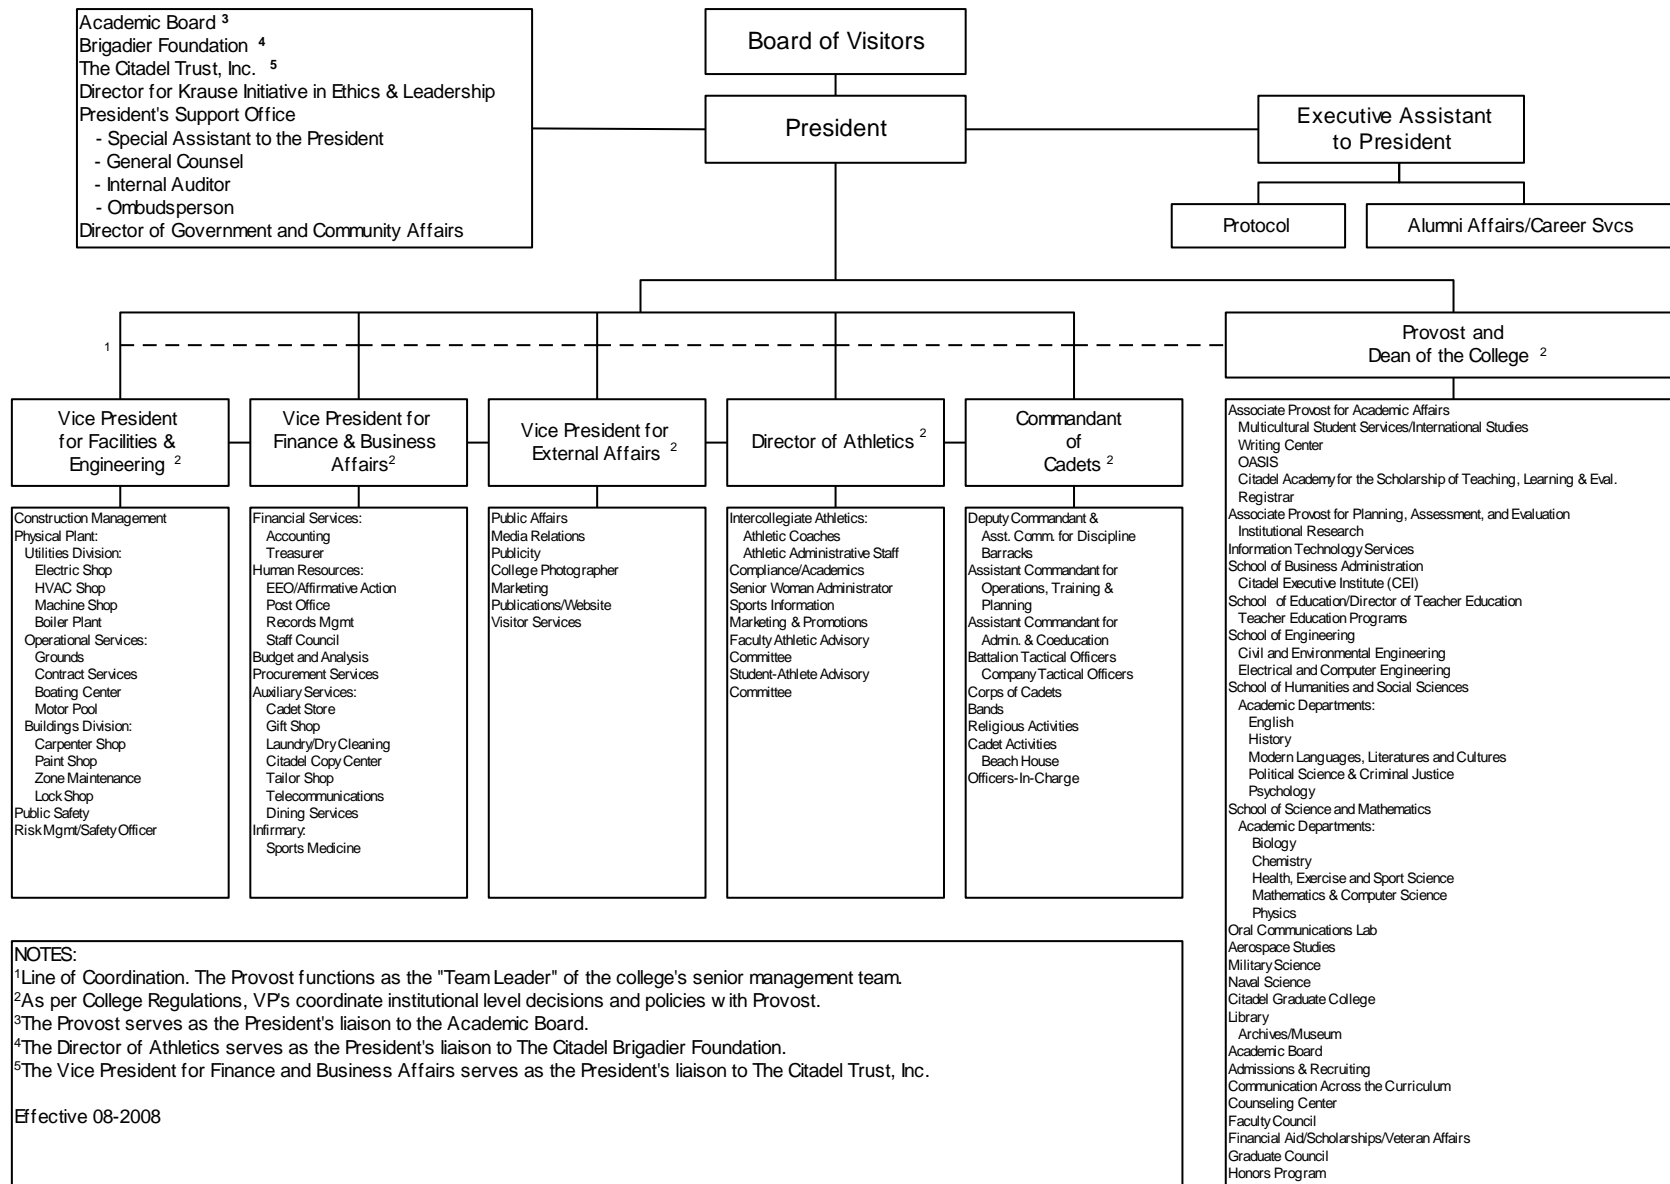 Academic Board ³
Brigadier Foundation ⁴
The Citadel Trust, Inc. ⁵
Director for Krause Initiative in Ethics & Leadership
President's Support Office
- Special Assistant to the President
- General Counsel
- Internal Auditor
- Ombudsperson
Director of Government and Community Affairs
Board of Visitors
President
Executive Assistant
to President
Protocol
Alumni Affairs/Career Svcs
1
Provost and
Dean of the College ²
Vice President
for Facilities &
Engineering ²
Vice President for
Finance & Business
Affairs²
Vice President for
External Affairs ²
Director of Athletics ²
Commandant
of
Cadets ²
Construction Management
Physical Plant:
Utilities Division:
Electric Shop
HVAC Shop
Machine Shop
Boiler Plant
Operational Services:
Grounds
Contract Services
Boating Center
Motor Pool
Buildings Division:
Carpenter Shop
Paint Shop
Zone Maintenance
Lock Shop
Public Safety
Risk Mgmt/Safety Officer
Financial Services:
Accounting
Treasurer
Human Resources:
EEO/Affirmative Action
Post Office
Records Mgmt
Staff Council
Budget and Analysis
Procurement Services
Auxiliary Services:
Cadet Store
Gift Shop
Laundry/Dry Cleaning
Citadel Copy Center
Tailor Shop
Telecommunications
Dining Services
Infirmary:
Sports Medicine
Public Affairs
Media Relations
Publicity
College Photographer
Marketing
Publications/Website
Visitor Services
Intercollegiate Athletics:
Athletic Coaches
Athletic Administrative Staff
Compliance/Academics
Senior Woman Administrator
Sports Information
Marketing & Promotions
Faculty Athletic Advisory
Committee
Student-Athlete Advisory
Committee
Deputy Commandant &
Asst. Comm. for Discipline
Barracks
Assistant Commandant for
Operations, Training &
Planning
Assistant Commandant for
Admin. & Coeducation
Battalion Tactical Officers
Company Tactical Officers
Corps of Cadets
Bands
Religious Activities
Cadet Activities
Beach House
Officers-In-Charge
Associate Provost for Academic Affairs
Multicultural Student Services/International Studies
Writing Center
OASIS
Citadel Academy for the Scholarship of Teaching, Learning & Eval.
Registrar
Associate Provost for Planning, Assessment, and Evaluation
Institutional Research
Information Technology Services
School of Business Administration
Citadel Executive Institute (CEI)
School of Education/Director of Teacher Education
Teacher Education Programs
School of Engineering
Civil and Environmental Engineering
Electrical and Computer Engineering
School of Humanities and Social Sciences
Academic Departments:
English
History
Modern Languages, Literatures and Cultures
Political Science & Criminal Justice
Psychology
School of Science and Mathematics
Academic Departments:
Biology
Chemistry
Health, Exercise and Sport Science
Mathematics & Computer Science
Physics
Oral Communications Lab
Aerospace Studies
Military Science
Naval Science
Citadel Graduate College
Library
Archives/Museum
Academic Board
Admissions & Recruiting
Communication Across the Curriculum
Counseling Center
Faculty Council
Financial Aid/Scholarships/Veteran Affairs
Graduate Council
Honors Program
NOTES:
¹Line of Coordination. The Provost functions as the "Team Leader" of the college's senior management team.
²As per College Regulations, VP's coordinate institutional level decisions and policies with Provost.
³The Provost serves as the President's liaison to the Academic Board.
⁴The Director of Athletics serves as the President's liaison to The Citadel Brigadier Foundation.
⁵The Vice President for Finance and Business Affairs serves as the President's liaison to The Citadel Trust, Inc.
Effective 08-2008